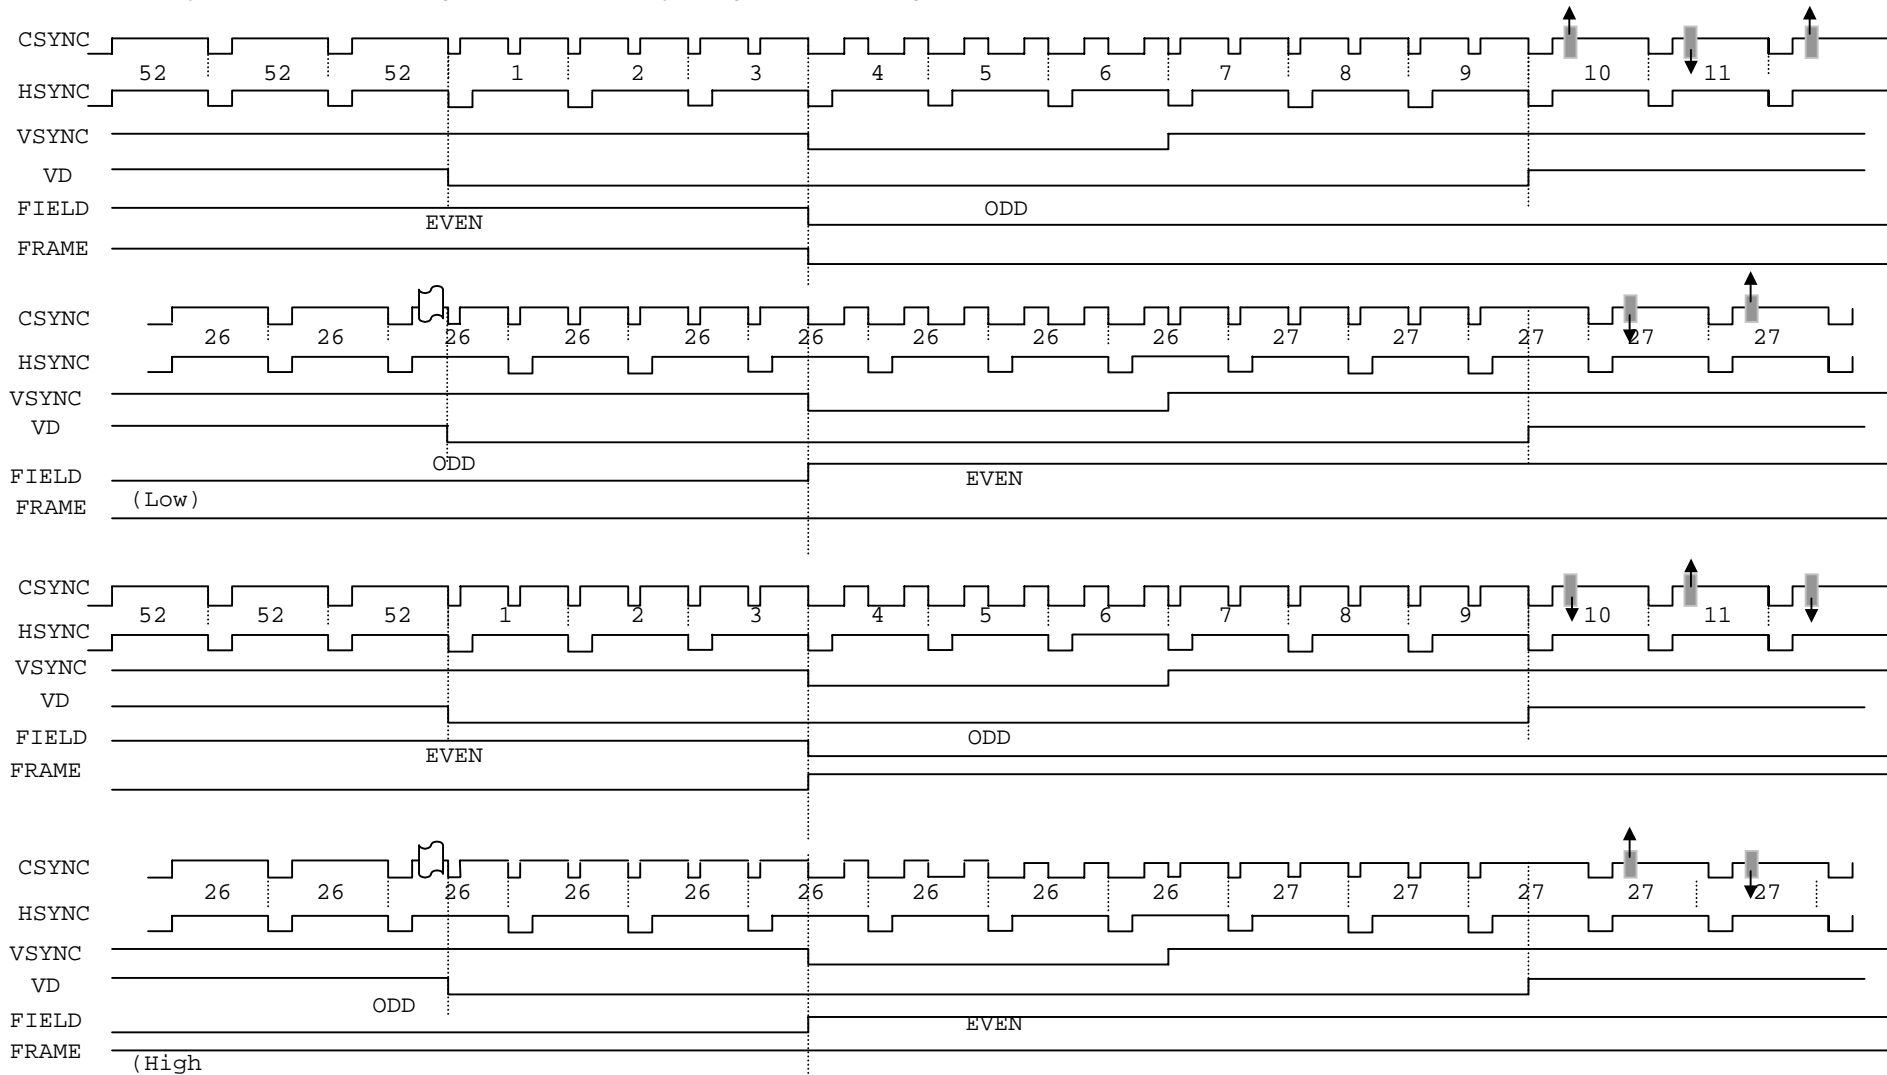 CSYNC
52 52 52 1 2 3 4 5 6 7 8 9 10 11
HSYNC
VSYNC
VD
FIELD EVEN ODD
FRAME
CSYNC
26 26 26 26 26 26 26 26 26 27 27 27 27 27
HSYNC
VSYNC
VD
FIELD ODD EVEN
(Low)
FRAME
CSYNC
52 52 52 1 2 3 4 5 6 7 8 9 10 11
HSYNC
VSYNC
VD
FIELD EVEN ODD
FRAME
CSYNC
26 26 26 26 26 26 26 26 26 27 27 27 27 27
HSYNC
VSYNC
VD
ODD
FIELD EVEN
FRAME
(High